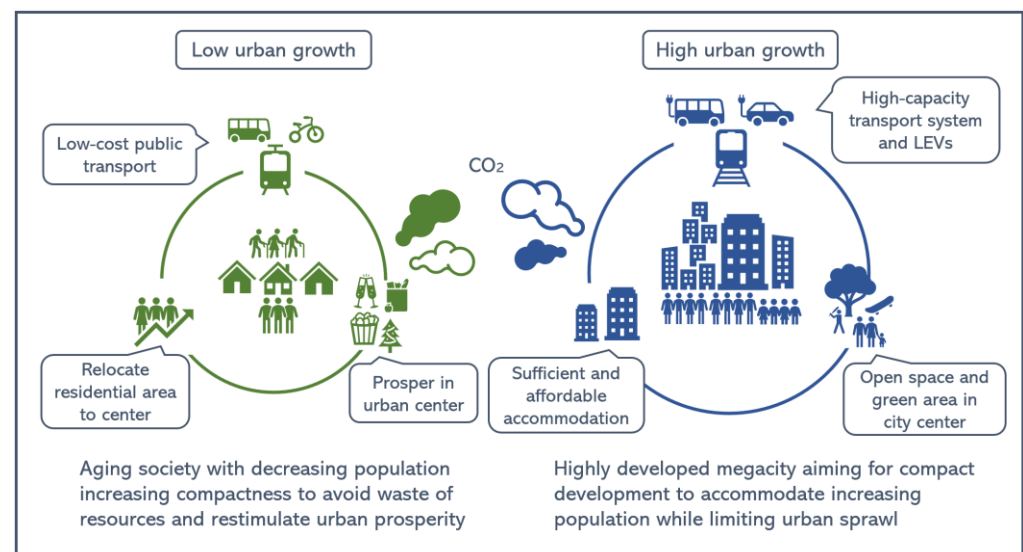 Low urban growth
High urban growth
Low-cost public
transport
CO₂
High-capacity
transport system
and LEVs
Relocate
residential area
to center
Prosper in
urban center
Sufficient and
affordable
accommodation
Open space and
green area in
city center
Aging society with decreasing population
increasing compactness to avoid waste of
resources and restimulate urban prosperity
Highly developed megacity aiming for compact
development to accommodate increasing
population while limiting urban sprawl